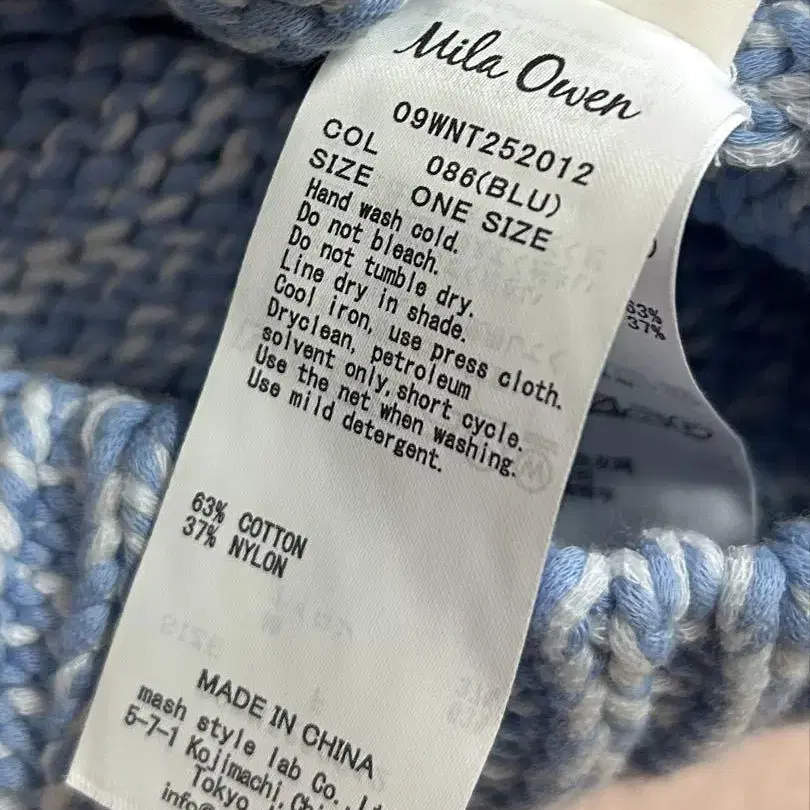 Mila Owen
09WNT252012
COL 086(BLU)
SIZE ONE SIZE
Hand wash cold.
Do not bleach.
Do not tumble dry.
Line dry in shade.
Cool iron, use press cloth.
Dryclean, petroleum
solvent only, short cycle.
Use the net when washing.
Use mild detergent.
63% COTTON
37% NYLON
MADE IN CHINA
mash style lab Co.,
5-7-1 Kojimachi
Tokyo
63%
37%